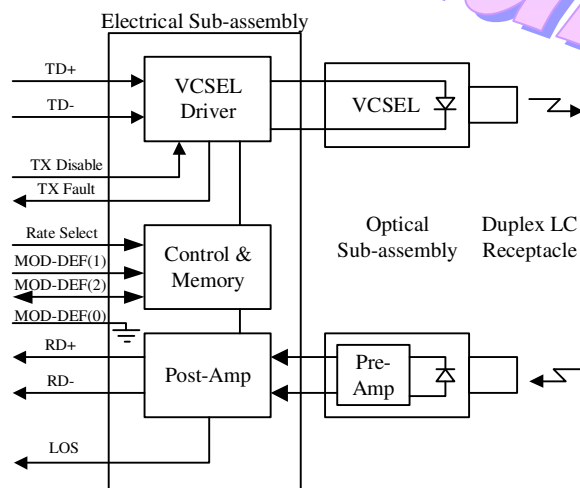 Electrical Sub-assembly
TD+
TD-
VCSEL
Driver
VCSEL
TX Disable
TX Fault
Rate Select
MOD-DEF(1)
MOD-DEF(2)
MOD-DEF(0)
Control &
Memory
Optical
Sub-assembly
Duplex LC
Receptacle
RD+
RD-
Post-Amp
Pre-
Amp
LOS